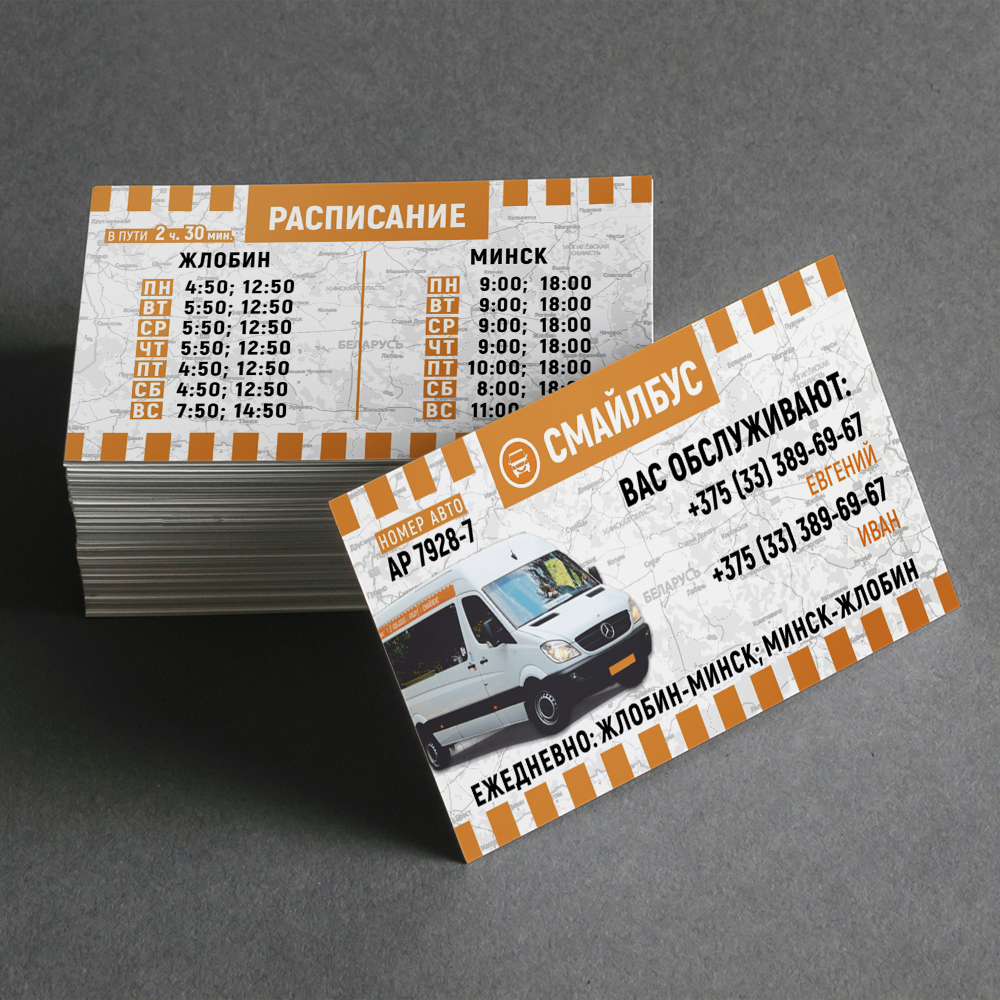 РАСПИСАНИЕ
В ПУТИ 2 ч. 30 мин.
ЖЛОБИН
ПН 4:50; 12:50
ВТ 5:50; 12:50
СР 5:50; 12:50
ЧТ 5:50; 12:50
ПТ 4:50; 12:50
СБ 4:50; 12:50
ВС 7:50; 14:50
МИНСК
ПН 9:00; 18:00
ВТ 9:00; 18:00
СР 9:00; 18:00
ЧТ 9:00; 18:00
ПТ 10:00; 18:00
СБ 8:00;
ВС 11:00
БЕЛАРУСЬ
СМАЙЛБУС
НОМЕР АВТО
АР 7928-7
ВАС ОБСЛУЖИВАЮТ:
+375 (33) 389-69-67
ЕВГЕНИЙ
+375 (33) 389-69-67
ИВАН
БЕЛАРУСЬ
ЕЖЕДНЕВНО: ЖЛОБИН-МИНСК; МИНСК-ЖЛОБИН